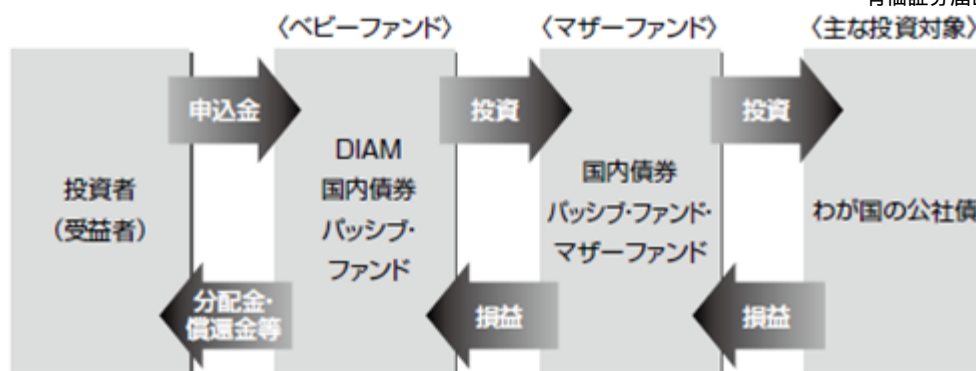 〈ベビーファンド〉
〈マザーファンド〉
〈主な投資対象〉
申込金
投資
投資
投資者
（受益者）
DIAM
国内債券
パッシブ・
ファンド
国内債券
パッシブ・ファンド・
マザーファンド
わが国の公社債
分配金・
償還金等
損益
損益